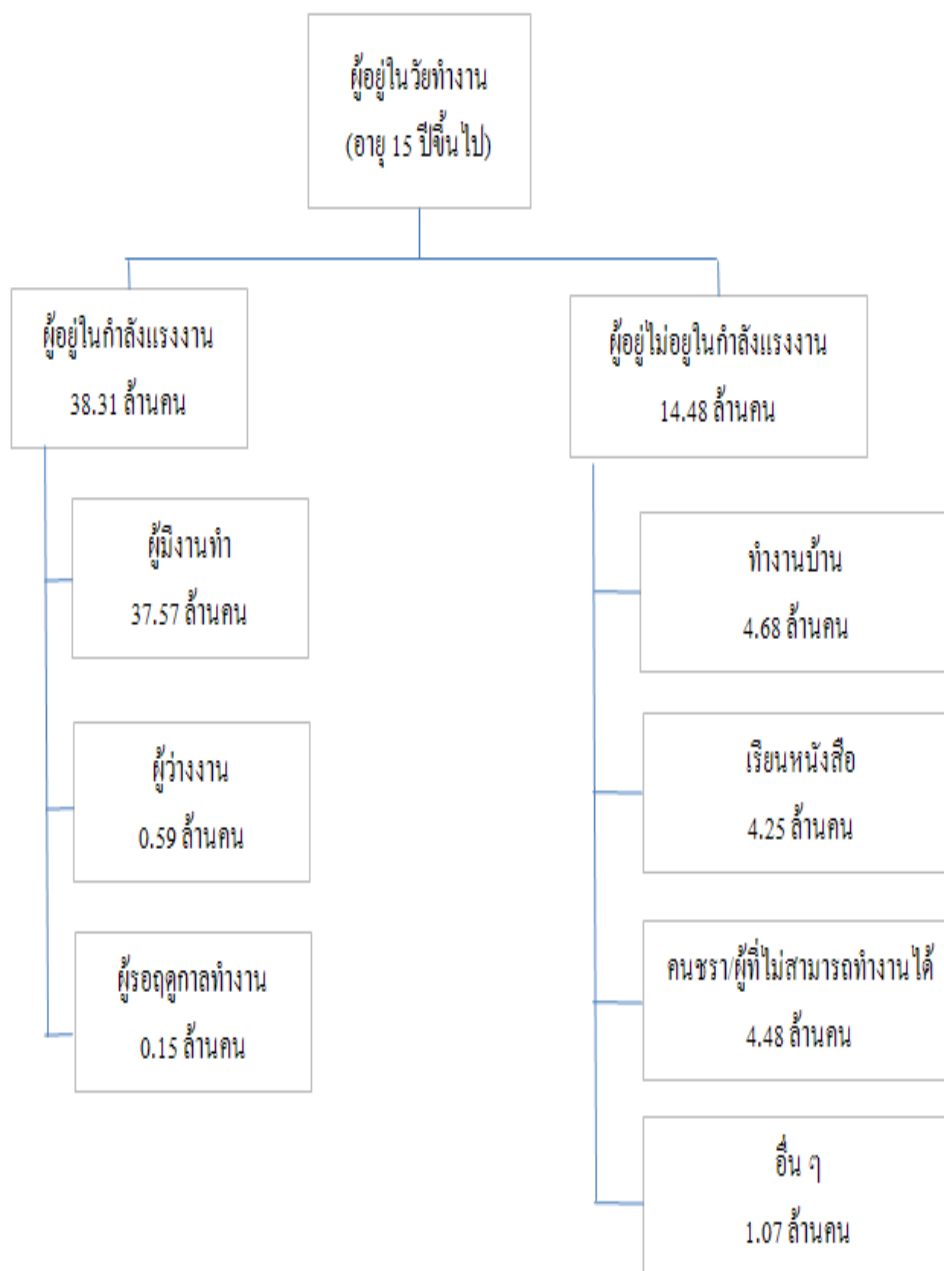 ผู้อยู่ในวัยทำงาน
(อายุ 15 ปีขึ้นไป)
ผู้อยู่ในกำลังแรงงาน
38.31 ล้านคน
ผู้มีงานทำ
37.57 ล้านคน
ผู้ว่างงาน
0.59 ล้านคน
ผู้รอฤดูกาลทำงาน
0.15 ล้านคน
ผู้อยู่ไม่อยูในกำลังแรงงาน
14.48 ล้านคน
ทำงานบ้าน
4.68 ล้านคน
เรียนหนังสือ
4.25 ล้านคน
คนชรา/ผู้ที่ไม่สามารถทำงานได้
4.48 ล้านคน
อื่น ๆ
1.07 ล้านคน